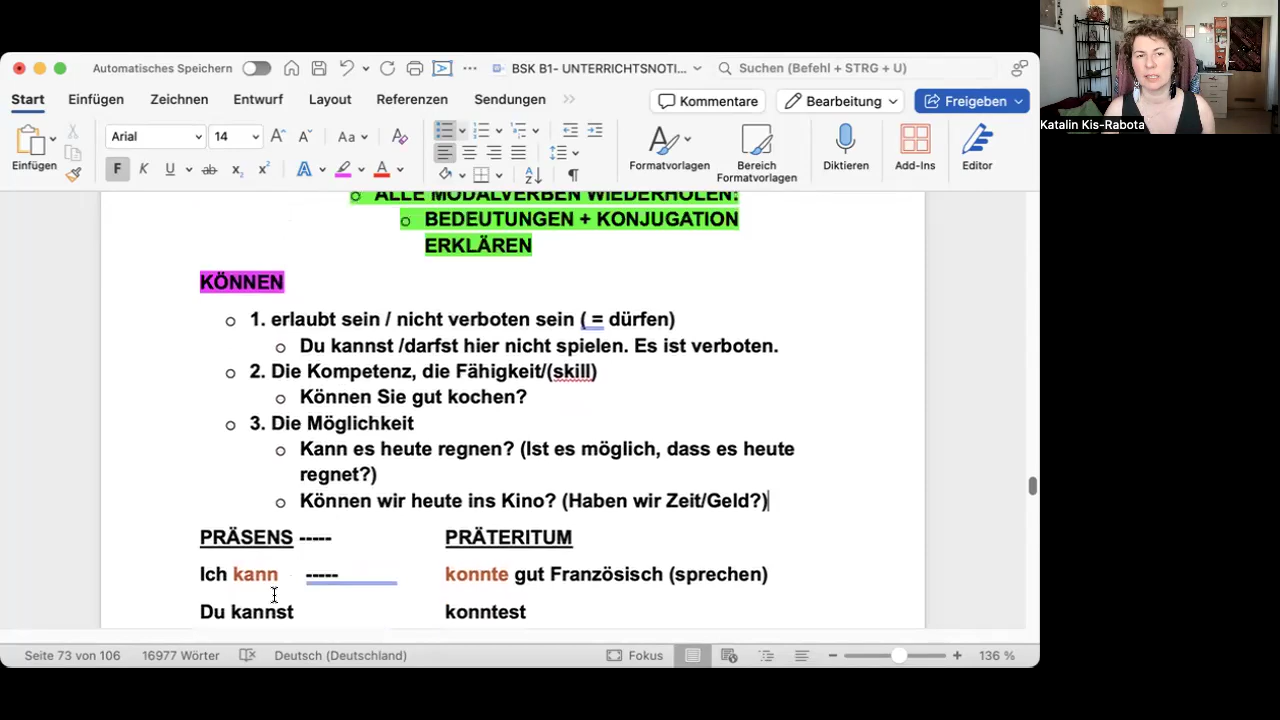 Automatisches Speichern
BSK B1- UNTERRICHTSNOTI...
Suchen (Befehl + STRG + U)
Start Einfügen Zeichnen Entwurf Layout Referenzen Sendungen
Kommentare Bearbeitung Freigeben
Einfügen Arial 14 Aa Formatvorlagen Bereich Formatvorlagen Diktieren Add-Ins Editor
F K U ab x₂ x² A A
ALLE MODALVERBEN WIEDERHOLEN:
BEDEUTUNGEN + KONJUGATION
ERKLÄREN
KÖNNEN
1. erlaubt sein / nicht verboten sein ( = dürfen)
Du kannst /darfst hier nicht spielen. Es ist verboten.
2. Die Kompetenz, die Fähigkeit/(skill)
Können Sie gut kochen?
3. Die Möglichkeit
Kann es heute regnen? (Ist es möglich, dass es heute
regnet?)
Können wir heute ins Kino? (Haben wir Zeit/Geld?)
PRÄSENS ----- PRÄTERITUM
Ich kann ----- konnte gut Französisch (sprechen)
Du kannst konntest
Seite 73 von 106 16977 Wörter Deutsch (Deutschland) Fokus 136 %
Katalin Kis-Rabota